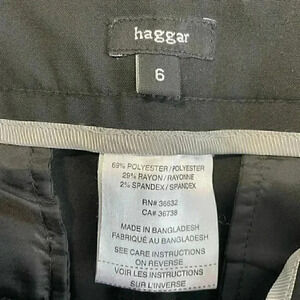 haggar
6
69% POLYESTER / POLYESTER
29% RAYON / RAYONNE
2% SPANDEX / SPANDEX
RN# 36632
CA# 36738
MADE IN BANGLADESH
FABRIQUÉ AU BANGLADESH
SEE CARE INSTRUCTIONS
ON REVERSE
VOIR LES INSTRUCTIONS
D'ENTRETIEN À L'INVERSE